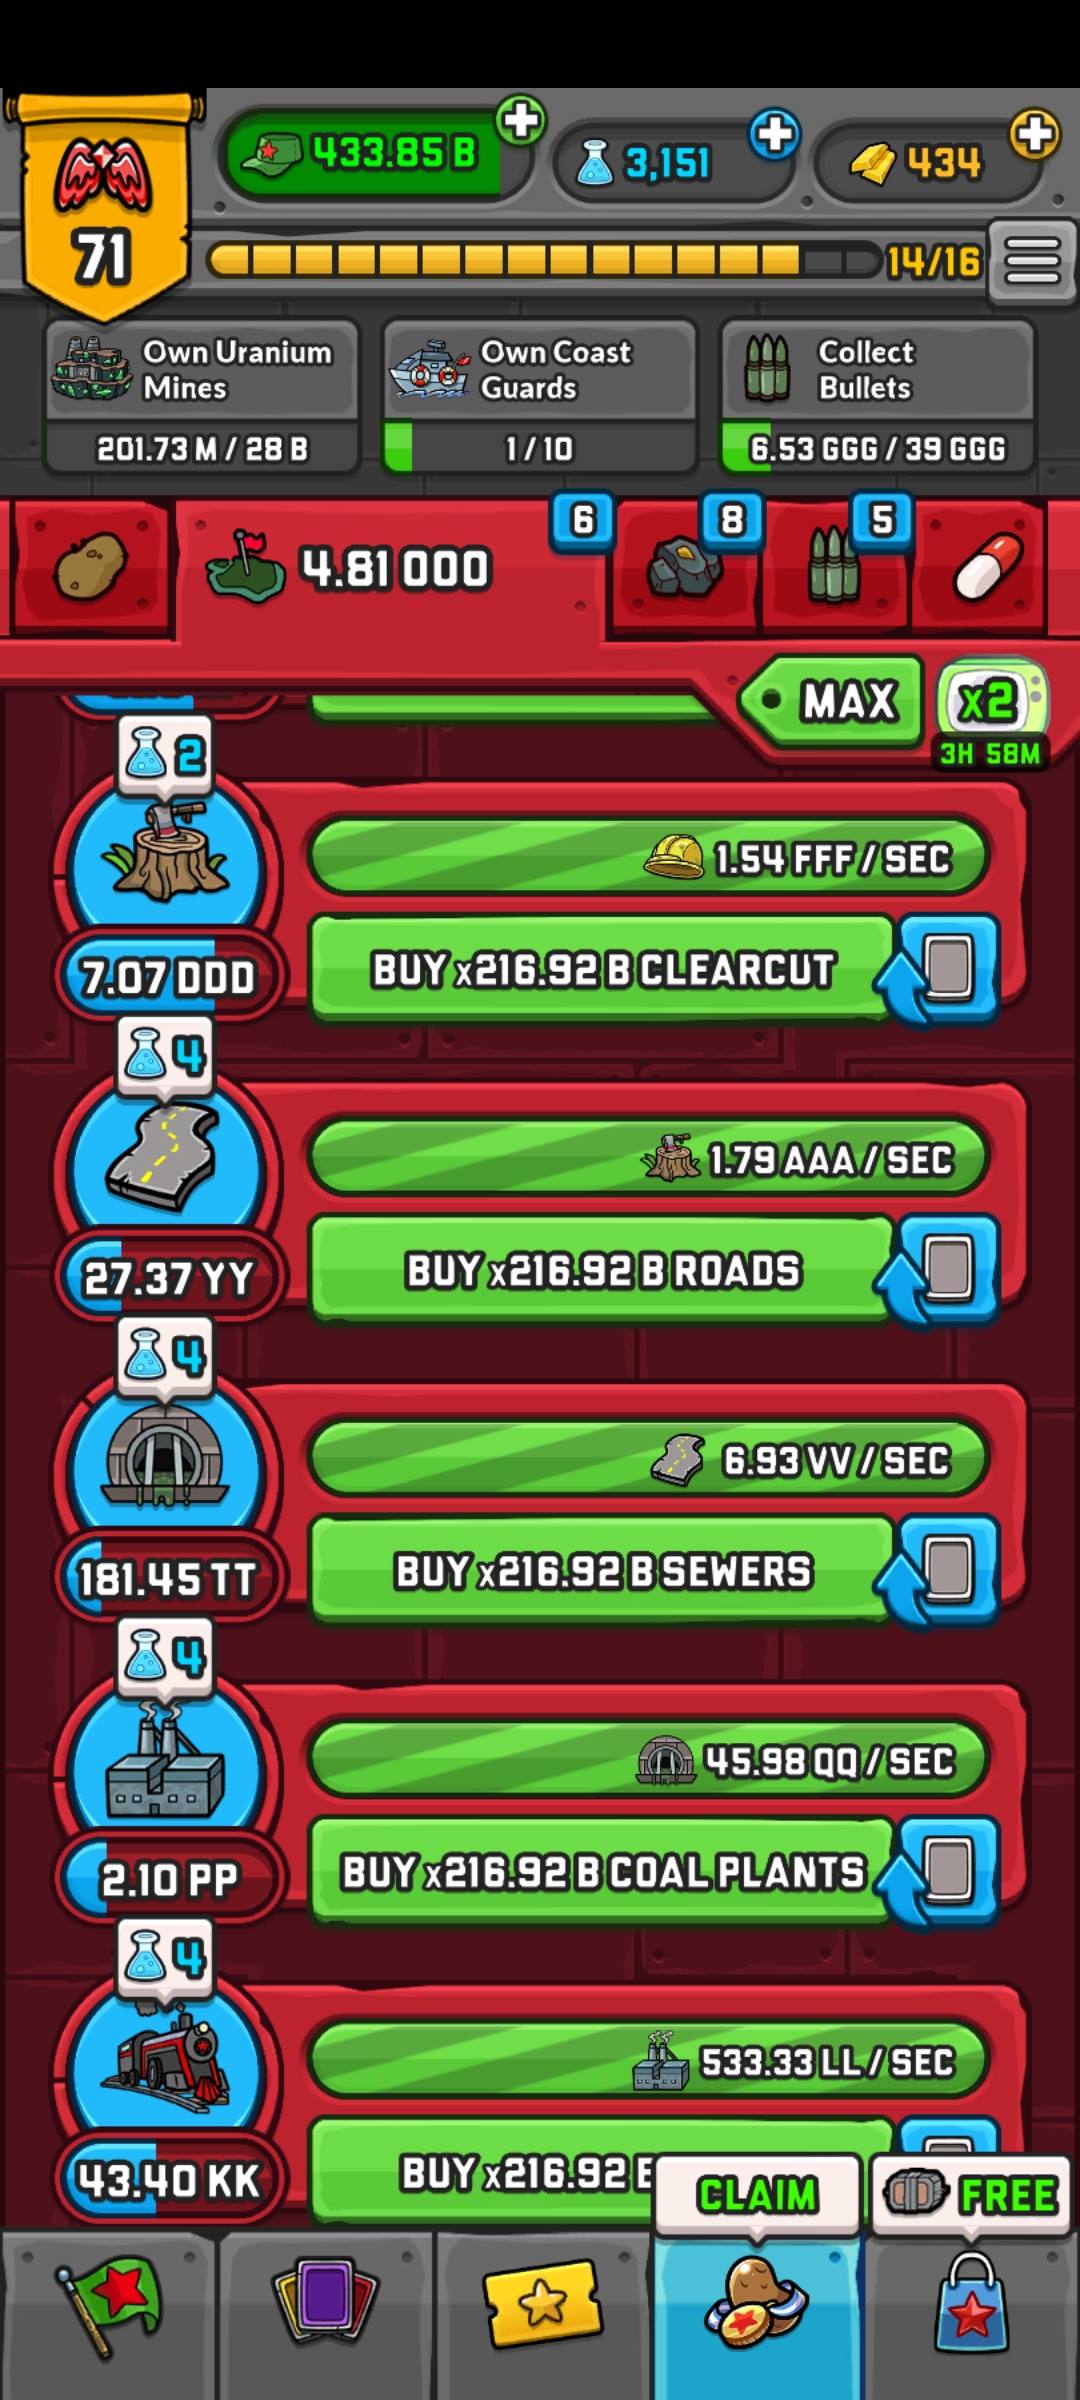 433.85 B
3,151
434
71
14/16
Own Uranium
Mines
201.73 M / 28 B
Own Coast
Guards
1 / 10
Collect
Bullets
6.53 GGG / 39 GGG
4.81 OOO
6
8
5
MAX
x2
3H 58M
2
1.54 FFF / SEC
BUY x216.92 B CLEARCUT
7.07 DDD
4
1.79 AAA / SEC
BUY x216.92 B ROADS
27.37 YY
4
6.93 VV / SEC
BUY x216.92 B SEWERS
181.45 TT
4
45.98 QQ / SEC
BUY x216.92 B COAL PLANTS
2.10 PP
4
533.33 LL / SEC
BUY x216.92
43.40 KK
CLAIM
FREE